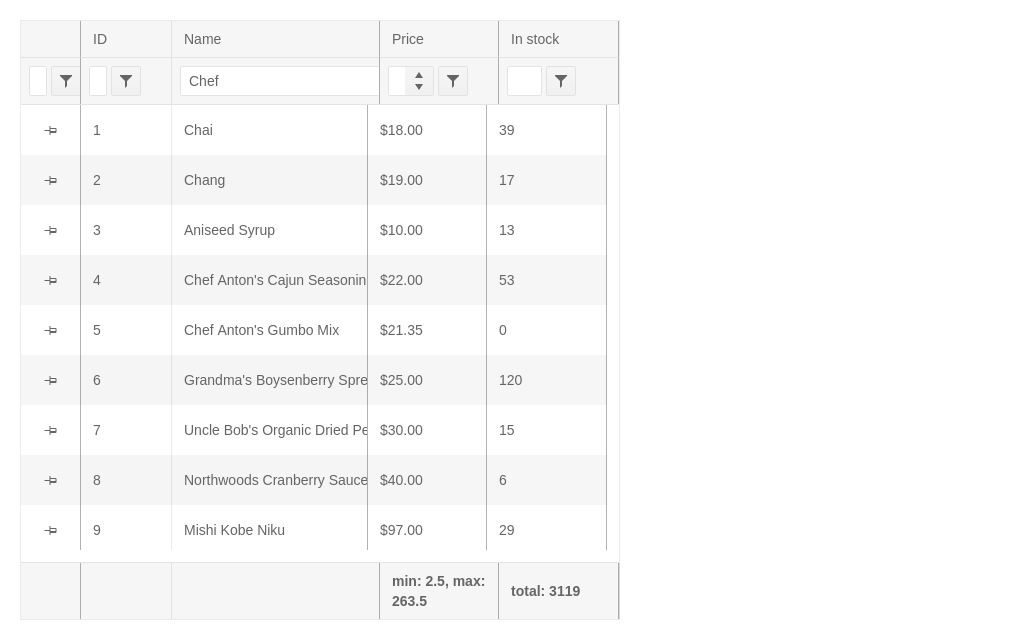 ID Name Price In stock
Chef
1 Chai $18.00 39
2 Chang $19.00 17
3 Aniseed Syrup $10.00 13
4 Chef Anton's Cajun Seasonin $22.00 53
5 Chef Anton's Gumbo Mix $21.35 0
6 Grandma's Boysenberry Spre $25.00 120
7 Uncle Bob's Organic Dried Pe $30.00 15
8 Northwoods Cranberry Sauce $40.00 6
9 Mishi Kobe Niku $97.00 29
min: 2.5, max:
263.5
total: 3119